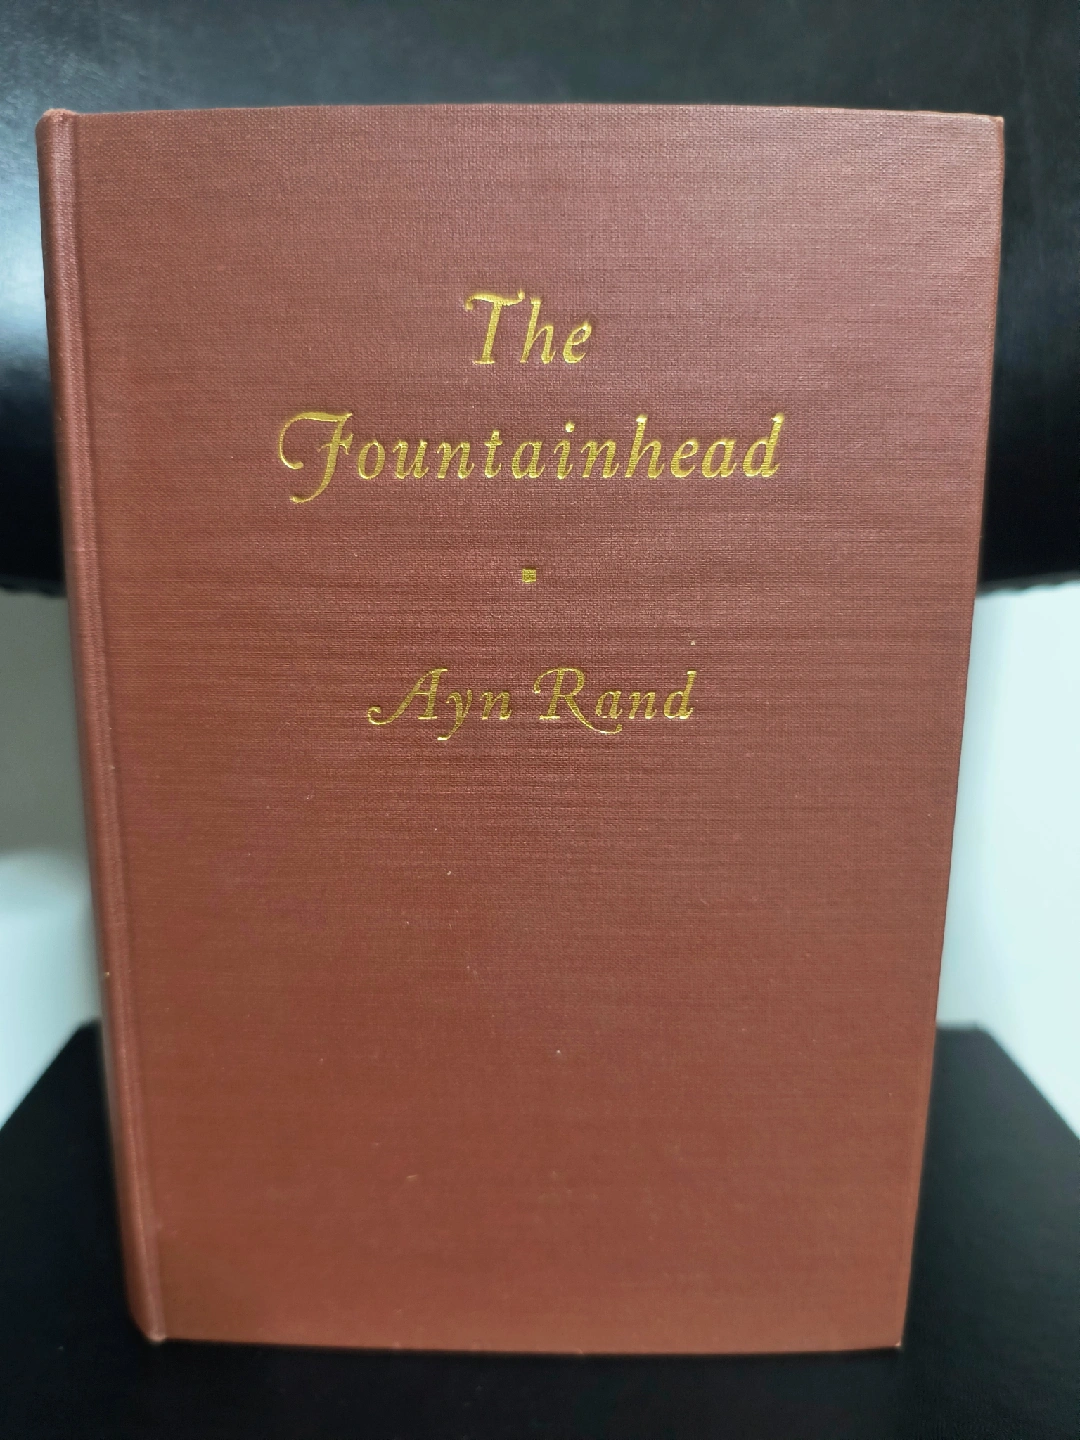 The
Fountainhead
Ayn Rand